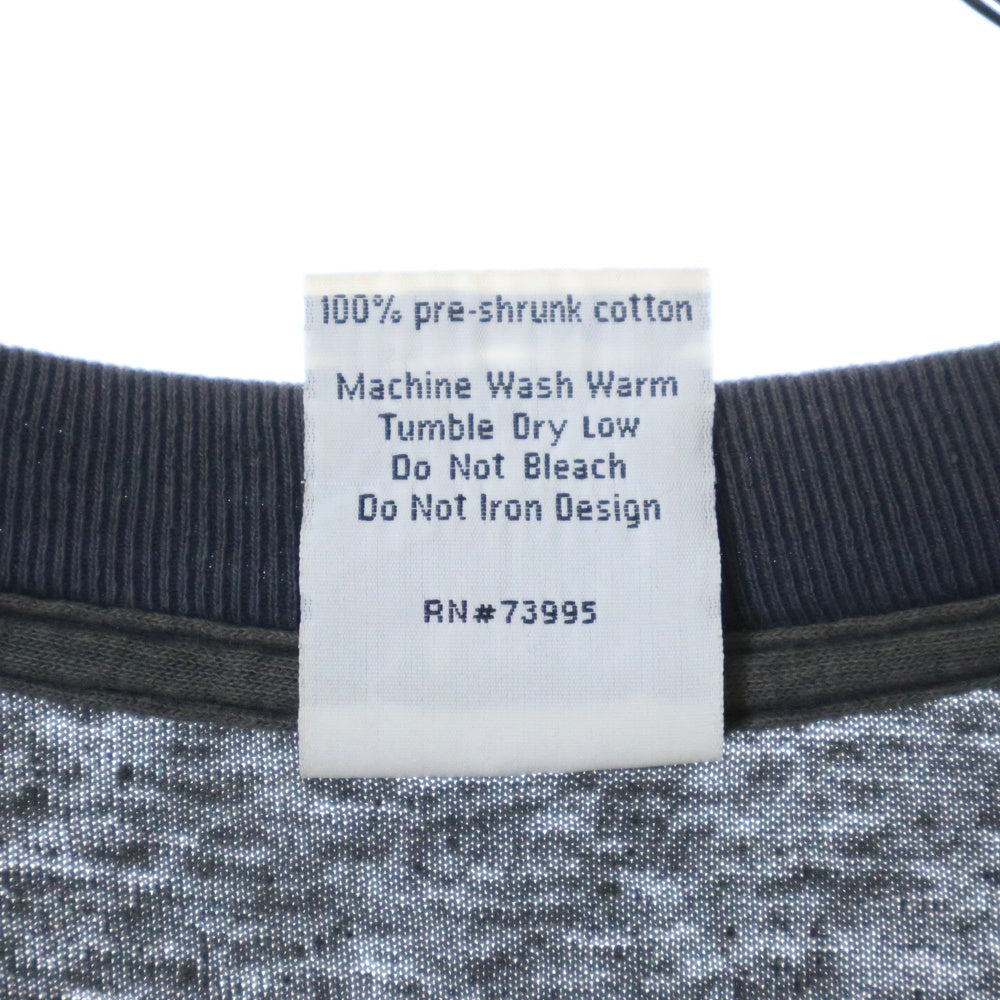 100% pre-shrunk cotton
Machine Wash Warm
Tumble Dry Low
Do Not Bleach
Do Not Iron Design
RN#73995